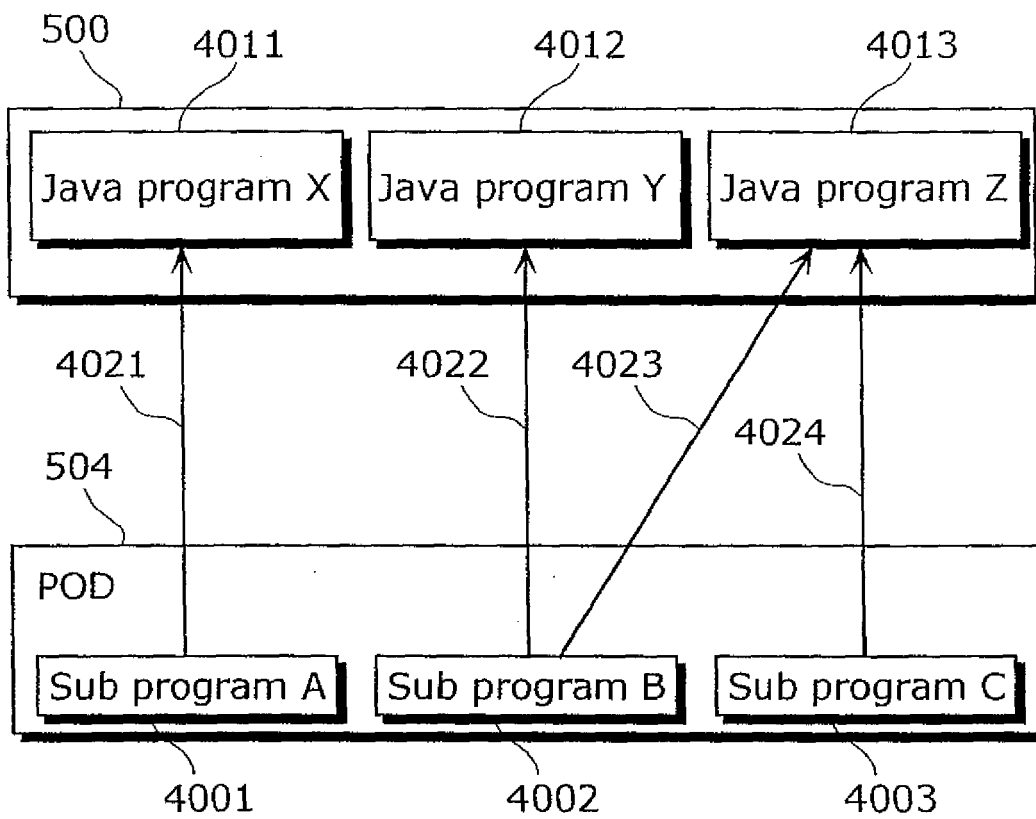 500
4011
4012
4013
Java program X
Java program Y
Java program Z
4021
4022
4023
4024
504
POD
Sub program A
Sub program B
Sub program C
4001
4002
4003